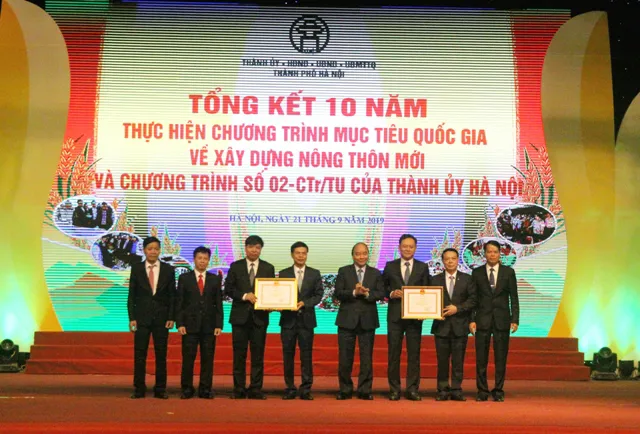 THÀNH ỦY • HĐND • UBND • UBMTTQ
THÀNH PHỐ HÀ NỘI
TỔNG KẾT 10 NĂM
THỰC HIỆN CHƯƠNG TRÌNH MỤC TIÊU QUỐC GIA
VỀ XÂY DỰNG NÔNG THÔN MỚI
VÀ CHƯƠNG TRÌNH SỐ 02-CTr/TU CỦA THÀNH ỦY HÀ NỘI
HÀ NỘI, NGÀY 21 THÁNG 9 NĂM 2019